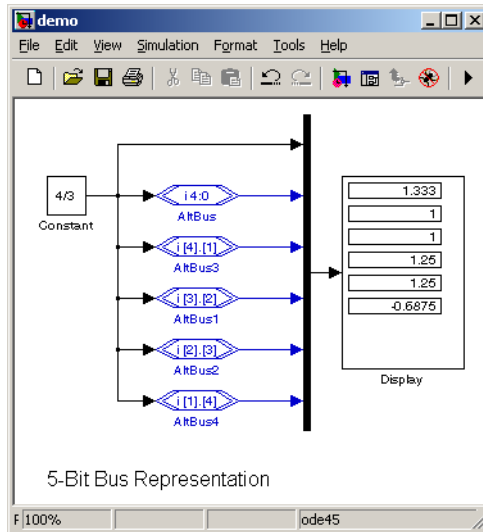 demo
File Edit View Simulation Format Tools Help
4/3
Constant
i 4:0
AltBus
i [4].[1]
AltBus3
i [3].[2]
AltBus1
i [2].[3]
AltBus2
i [1].[4]
AltBus4
1.333
1
1
1.25
1.25
-0.6875
Display
5-Bit Bus Representation
F 100% ode45